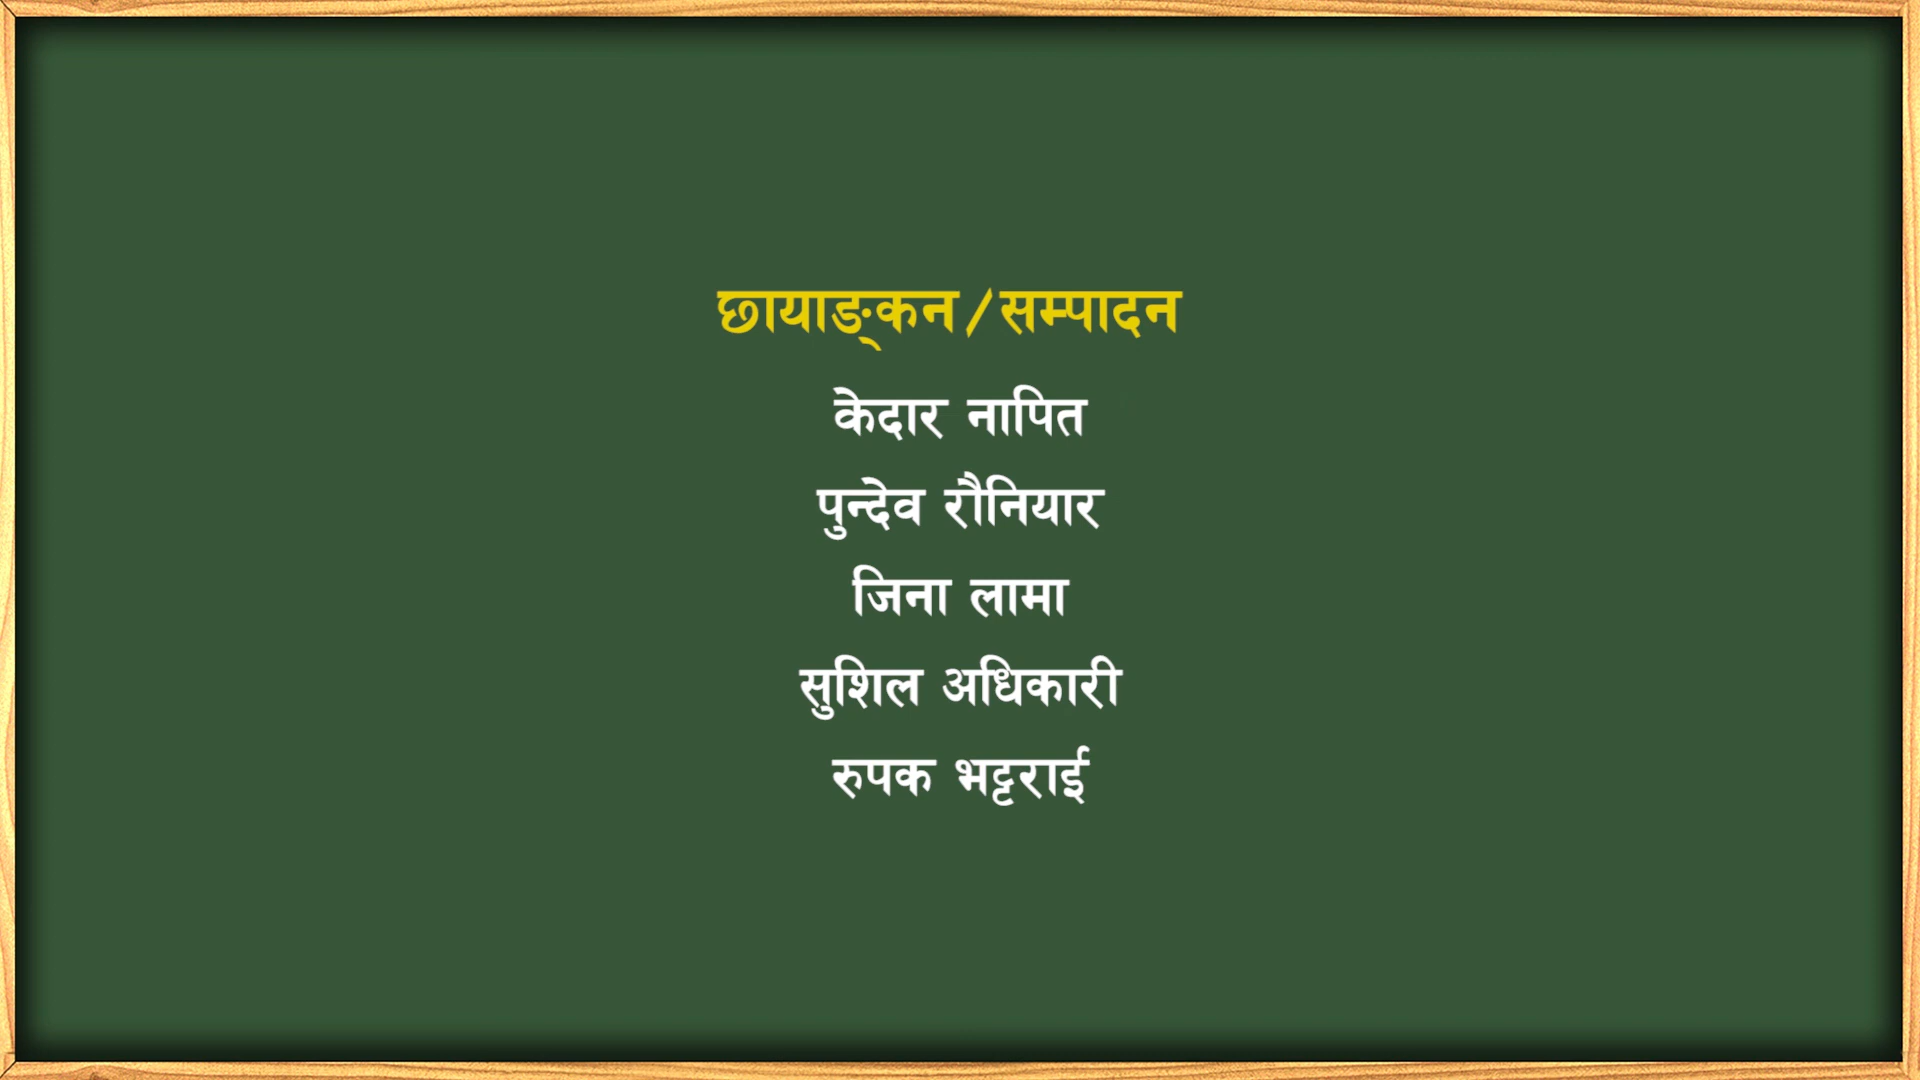 छायाङ्कन/सम्पादन
केदार नापित
पुन्देव रौनियार
जिना लामा
सुशिल अधिकारी
रुपक भट्टराई